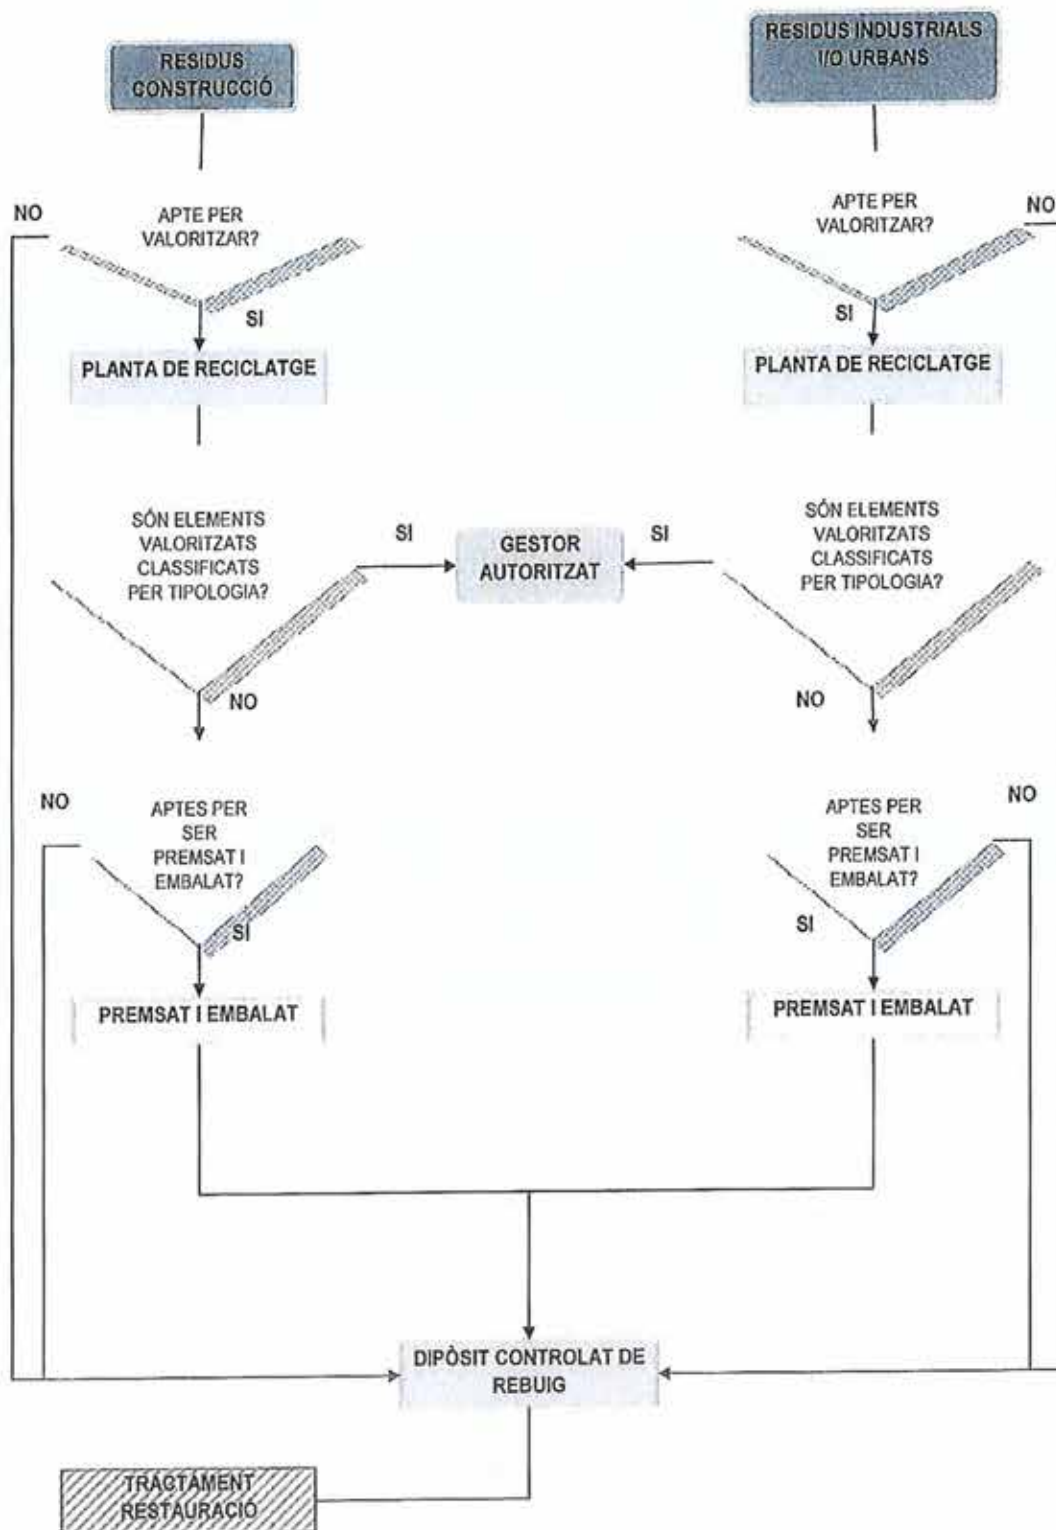 RESIDUS
CONSTRUCCIÓ
RESIDUS INDUSTRIALS
I/O URBANS
NO
APTE PER
VALORITZAR?
SI
APTE PER
VALORITZAR?
NO
SI
PLANTA DE RECICLATGE
PLANTA DE RECICLATGE
SÓN ELEMENTS
VALORITZATS
CLASSIFICATS
PER TIPOLOGIA?
SI
GESTOR
AUTORITZAT
SI
SÓN ELEMENTS
VALORITZATS
CLASSIFICATS
PER TIPOLOGIA?
NO
NO
NO
APTES PER
SER
PREMSAT I
EMBALAT?
SI
APTES PER
SER
PREMSAT I
EMBALAT?
NO
SI
PREMSAT I EMBALAT
PREMSAT I EMBALAT
DIPÒSIT CONTROLAT DE
REBUIG
TRACTAMENT
RESTAURACIÓ